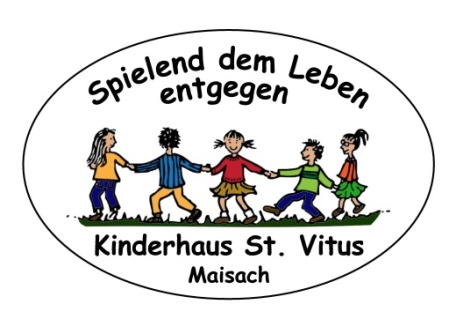 Spielend dem Leben
entgegen
Kinderhaus St. Vitus
Maisach